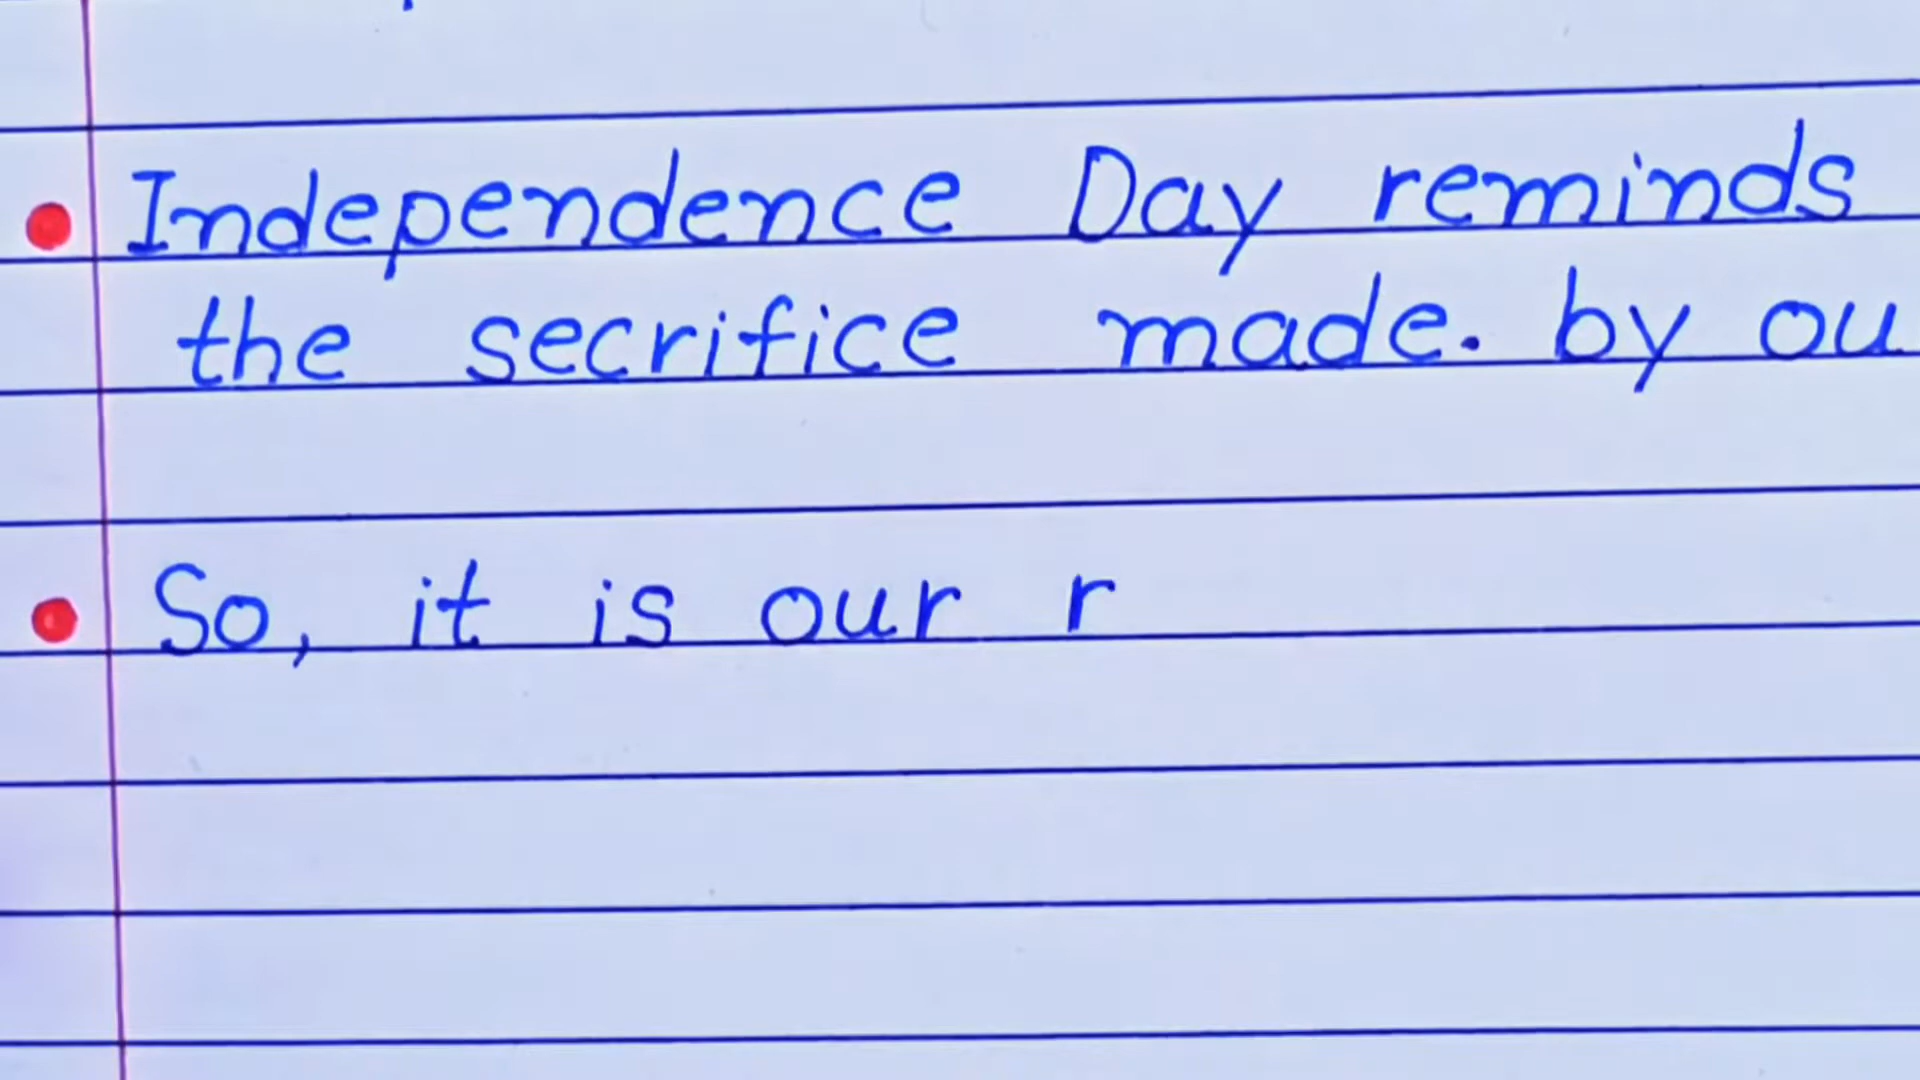 Independence Day reminds
the secrifice made. by ou
So, it is our r